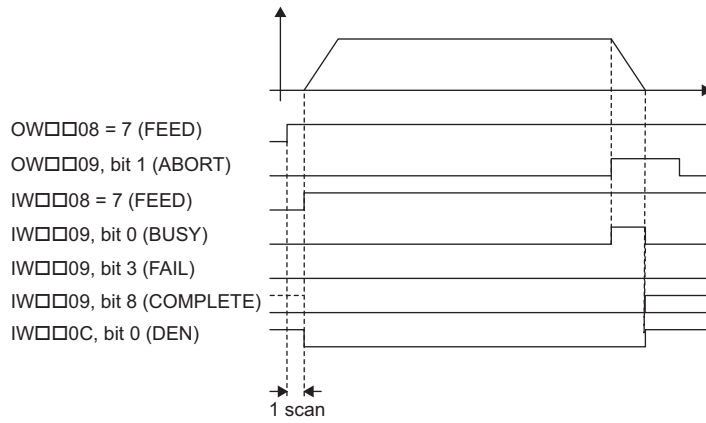 OW□□08 = 7 (FEED)
OW□□09, bit 1 (ABORT)
IW□□08 = 7 (FEED)
IW□□09, bit 0 (BUSY)
IW□□09, bit 3 (FAIL)
IW□□09, bit 8 (COMPLETE)
IW□□0C, bit 0 (DEN)
1 scan